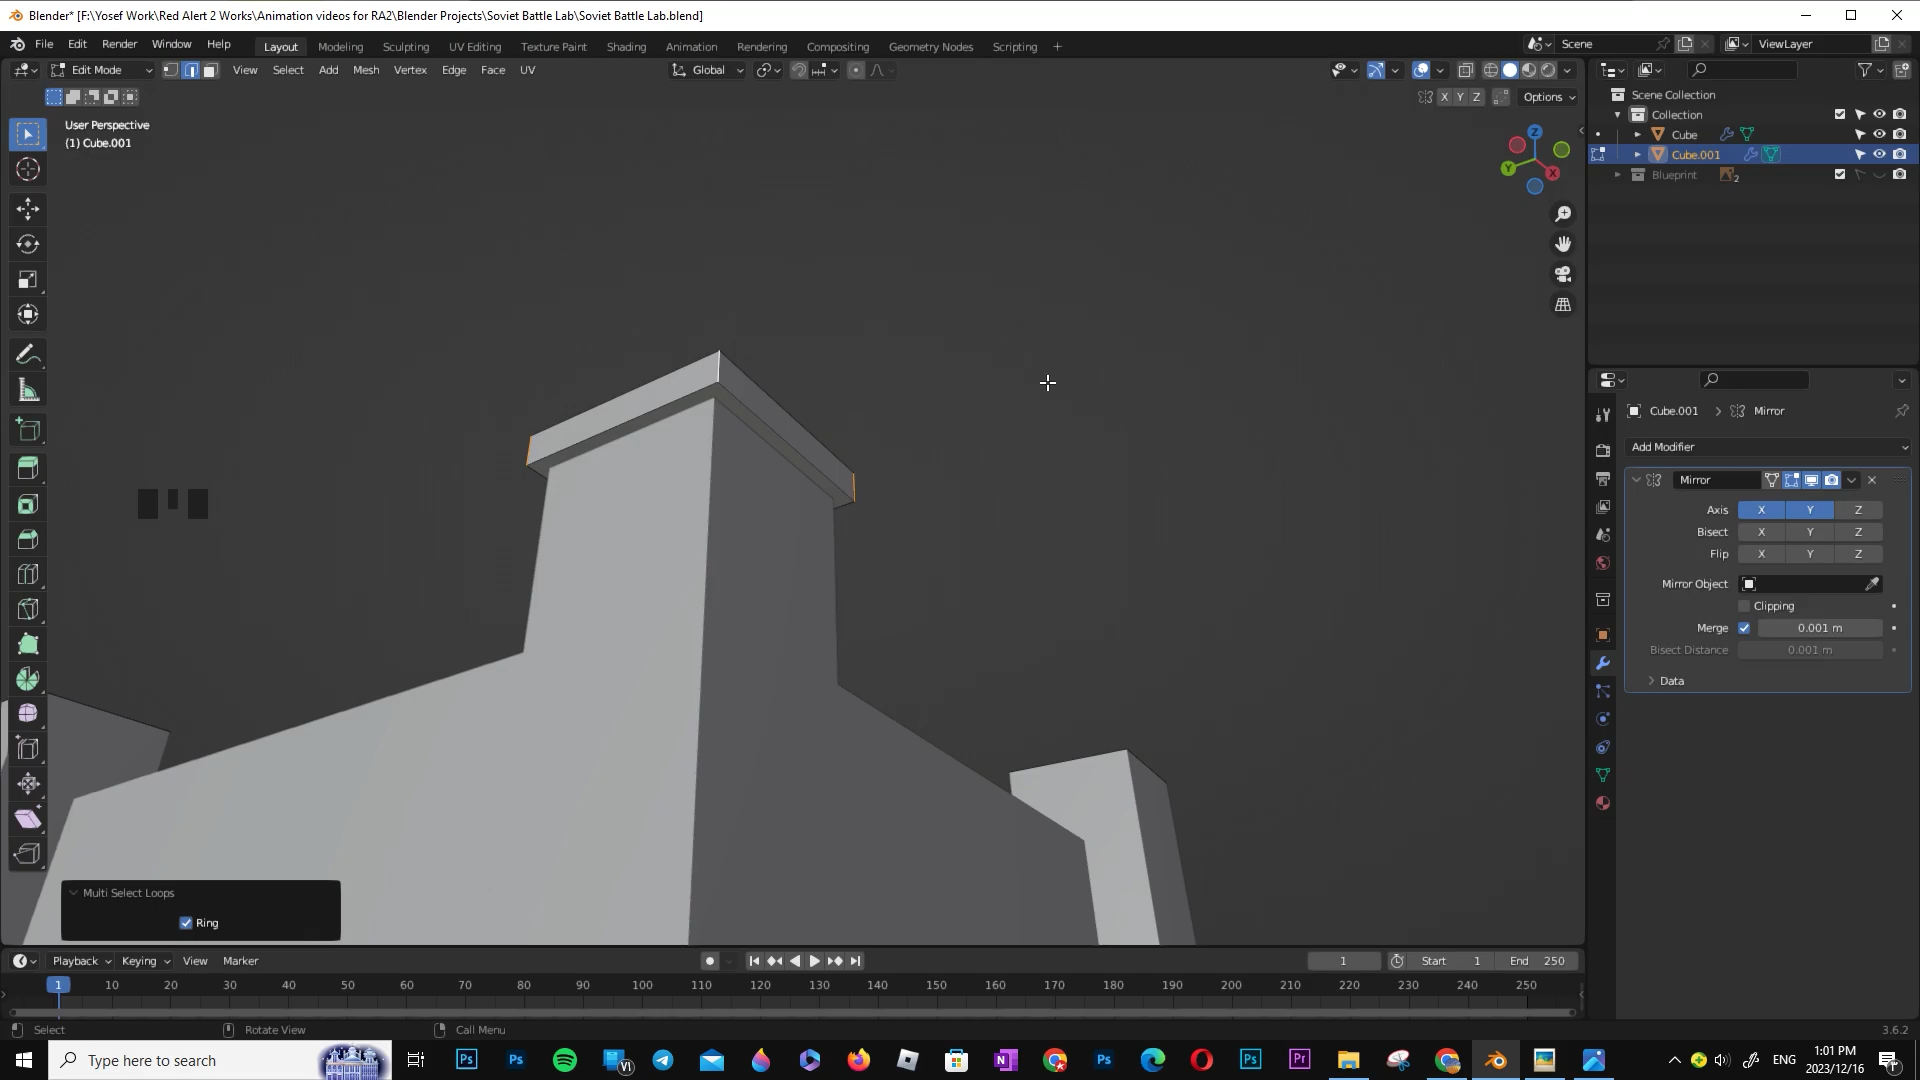 Blender* [F:\Yosef Work\Red Alert 2 Works\Animation videos for RA2\Blender Projects\Soviet Battle Lab\Soviet Battle Lab.blend]
File Edit Render Window Help Layout Modeling Sculpting UV Editing Texture Paint Shading Animation Rendering Compositing Geometry Nodes Scripting + Scene ViewLayer
Edit Mode View Select Add Mesh Vertex Edge Face UV Global
X Y Z Options
User Perspective
(1) Cube.001
Scene Collection
Collection
Cube
Cube.001
Blueprint 2
Z
Y X
Cube.001 > Mirror
Add Modifier
Mirror
Axis X Y Z
Bisect X Y Z
Flip X Y Z
Mirror Object
Clipping
Merge 0.001 m
Bisect Distance 0.001 m
Data
Multi Select Loops
Ring
Playback Keying View Marker 1 Start 1 End 250
1 10 20 30 40 50 60 70 80 90 100 110 120 130 140 150 160 170 180 190 200 210 220 230 240 250
Select Rotate View Call Menu 3.6.2
Type here to search
ENG
1:01 PM
2023/12/16